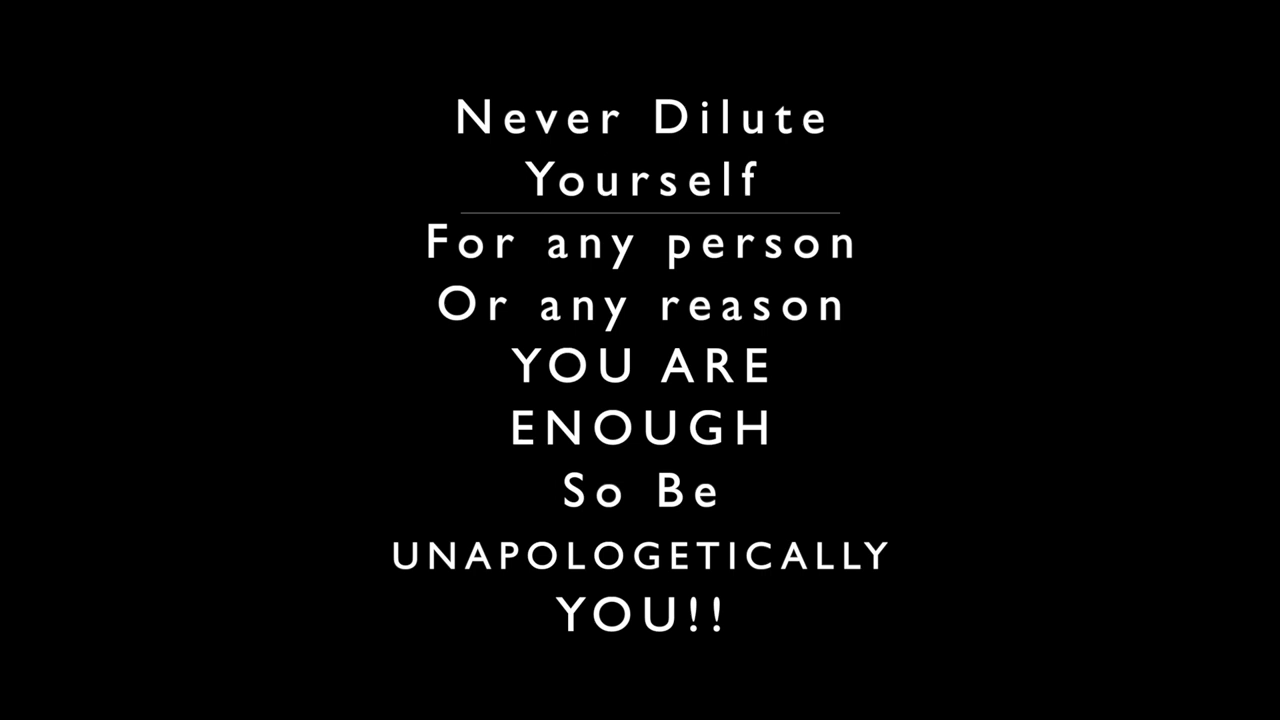 Never Dilute
Yourself
For any person
Or any reason
YOU ARE
ENOUGH
So Be
UNAPOLOGETICALLY
YOU!!